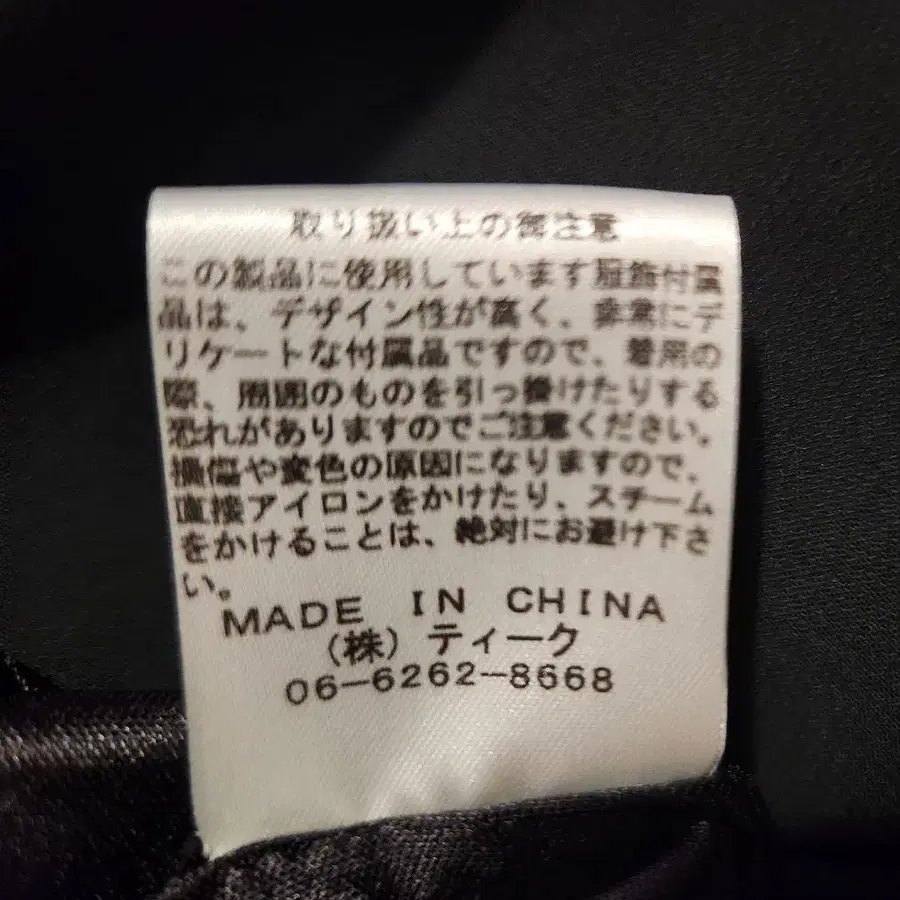 取り扱い上の御注意
この製品に使用しています服飾付属
品は、デザイン性が高く、非常にデ
リケートな付属品ですので、着用の
際、周囲のものを引っ掛けたりする
恐れがありますのでご注意ください。
損傷や変色の原因になりますので、
直接アイロンをかけたり、スチーム
をかけることは、絶対にお避け下さ
い。
MADE IN CHINA
(株)ティーク
06-6262-8668